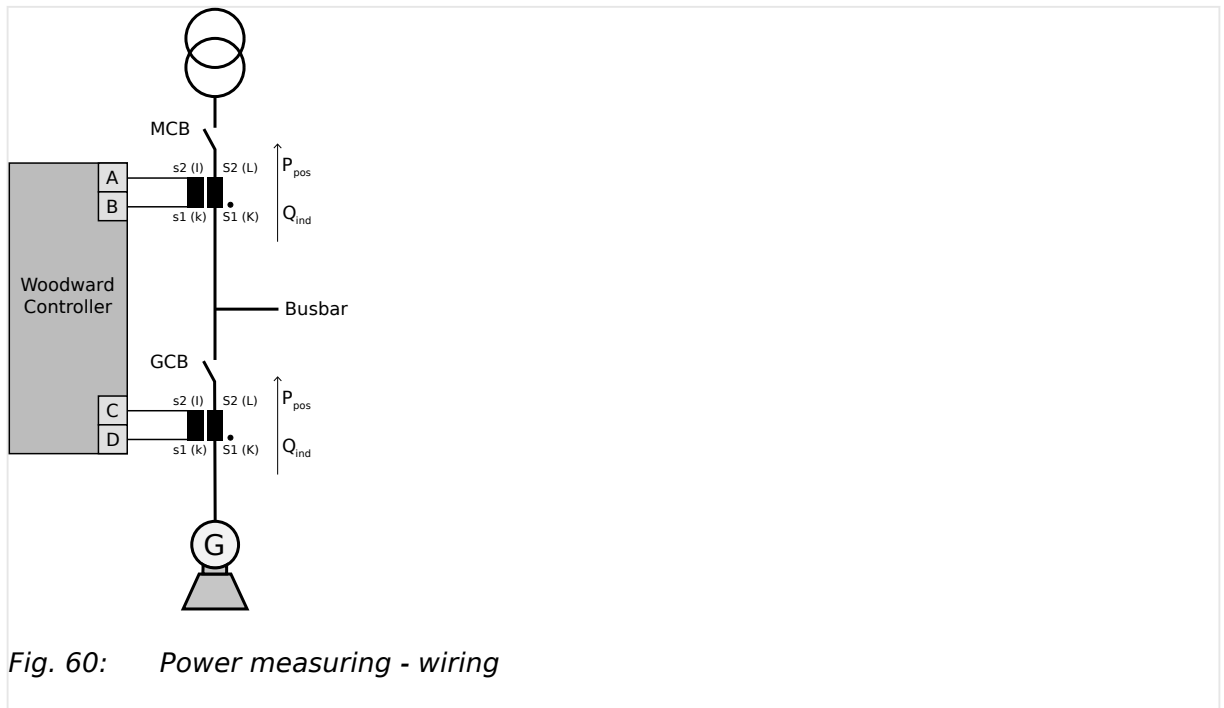 MCB
s2 (l) S2 (L)
P pos
A
B
s1 (k) S1 (K)
Q ind
Woodward
Controller
Busbar
GCB
s2 (l) S2 (L)
P pos
C
D
s1 (k) S1 (K)
Q ind
G
Fig. 60: Power measuring - wiring